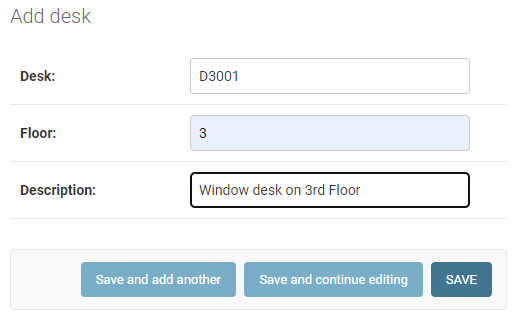 Add desk
Desk: D3001
Floor: 3
Description: Window desk on 3rd Floor
Save and add another Save and continue editing SAVE